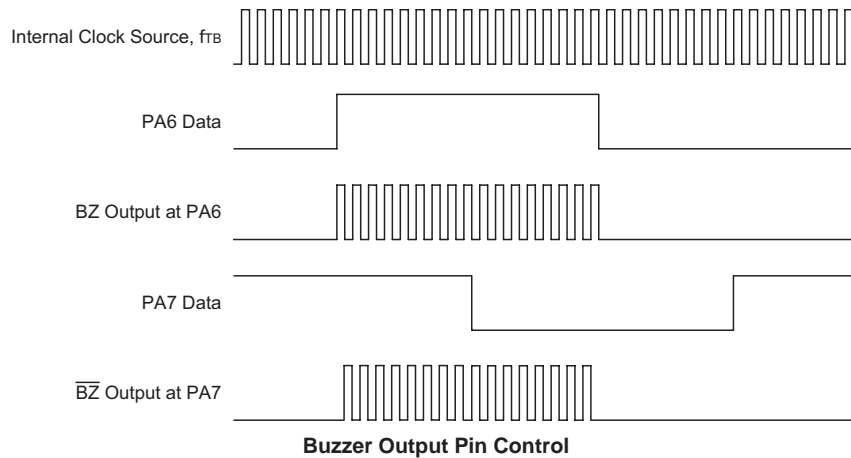 Internal Clock Source, fTB
PA6 Data
BZ Output at PA6
PA7 Data
B̅Z̅ Output at PA7
Buzzer Output Pin Control